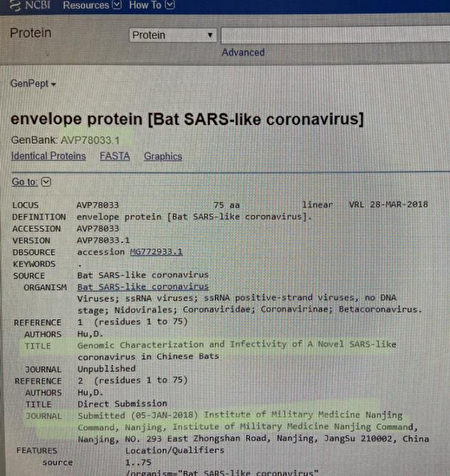 NCBI Resources How To
Protein Protein
Advanced
GenPept
envelope protein [Bat SARS-like coronavirus]
GenBank: AVP78033.1
Identical Proteins FASTA Graphics
Go to:
LOCUS AVP78033 75 aa linear VRL 28-MAR-2018
DEFINITION envelope protein [Bat SARS-like coronavirus].
ACCESSION AVP78033
VERSION AVP78033.1
DBSOURCE accession MG772933.1
KEYWORDS .
SOURCE Bat SARS-like coronavirus
ORGANISM Bat SARS-like coronavirus
Viruses; ssRNA viruses; ssRNA positive-strand viruses, no DNA
stage; Nidovirales; Coronaviridae; Coronavirinae; Betacoronavirus.
REFERENCE 1 (residues 1 to 75)
AUTHORS Hu,D.
TITLE Genomic Characterization and Infectivity of A Novel SARS-like
coronavirus in Chinese Bats
JOURNAL Unpublished
REFERENCE 2 (residues 1 to 75)
AUTHORS Hu,D.
TITLE Direct Submission
JOURNAL Submitted (05-JAN-2018) Institute of Military Medicine Nanjing
Command, Nanjing, Institute of Military Medicine Nanjing Command,
Nanjing, NO. 293 East Zhongshan Road, Nanjing, JangSu 210002, China
FEATURES Location/Qualifiers
source 1..75
/organism="Bat SARS-like coronavirus"